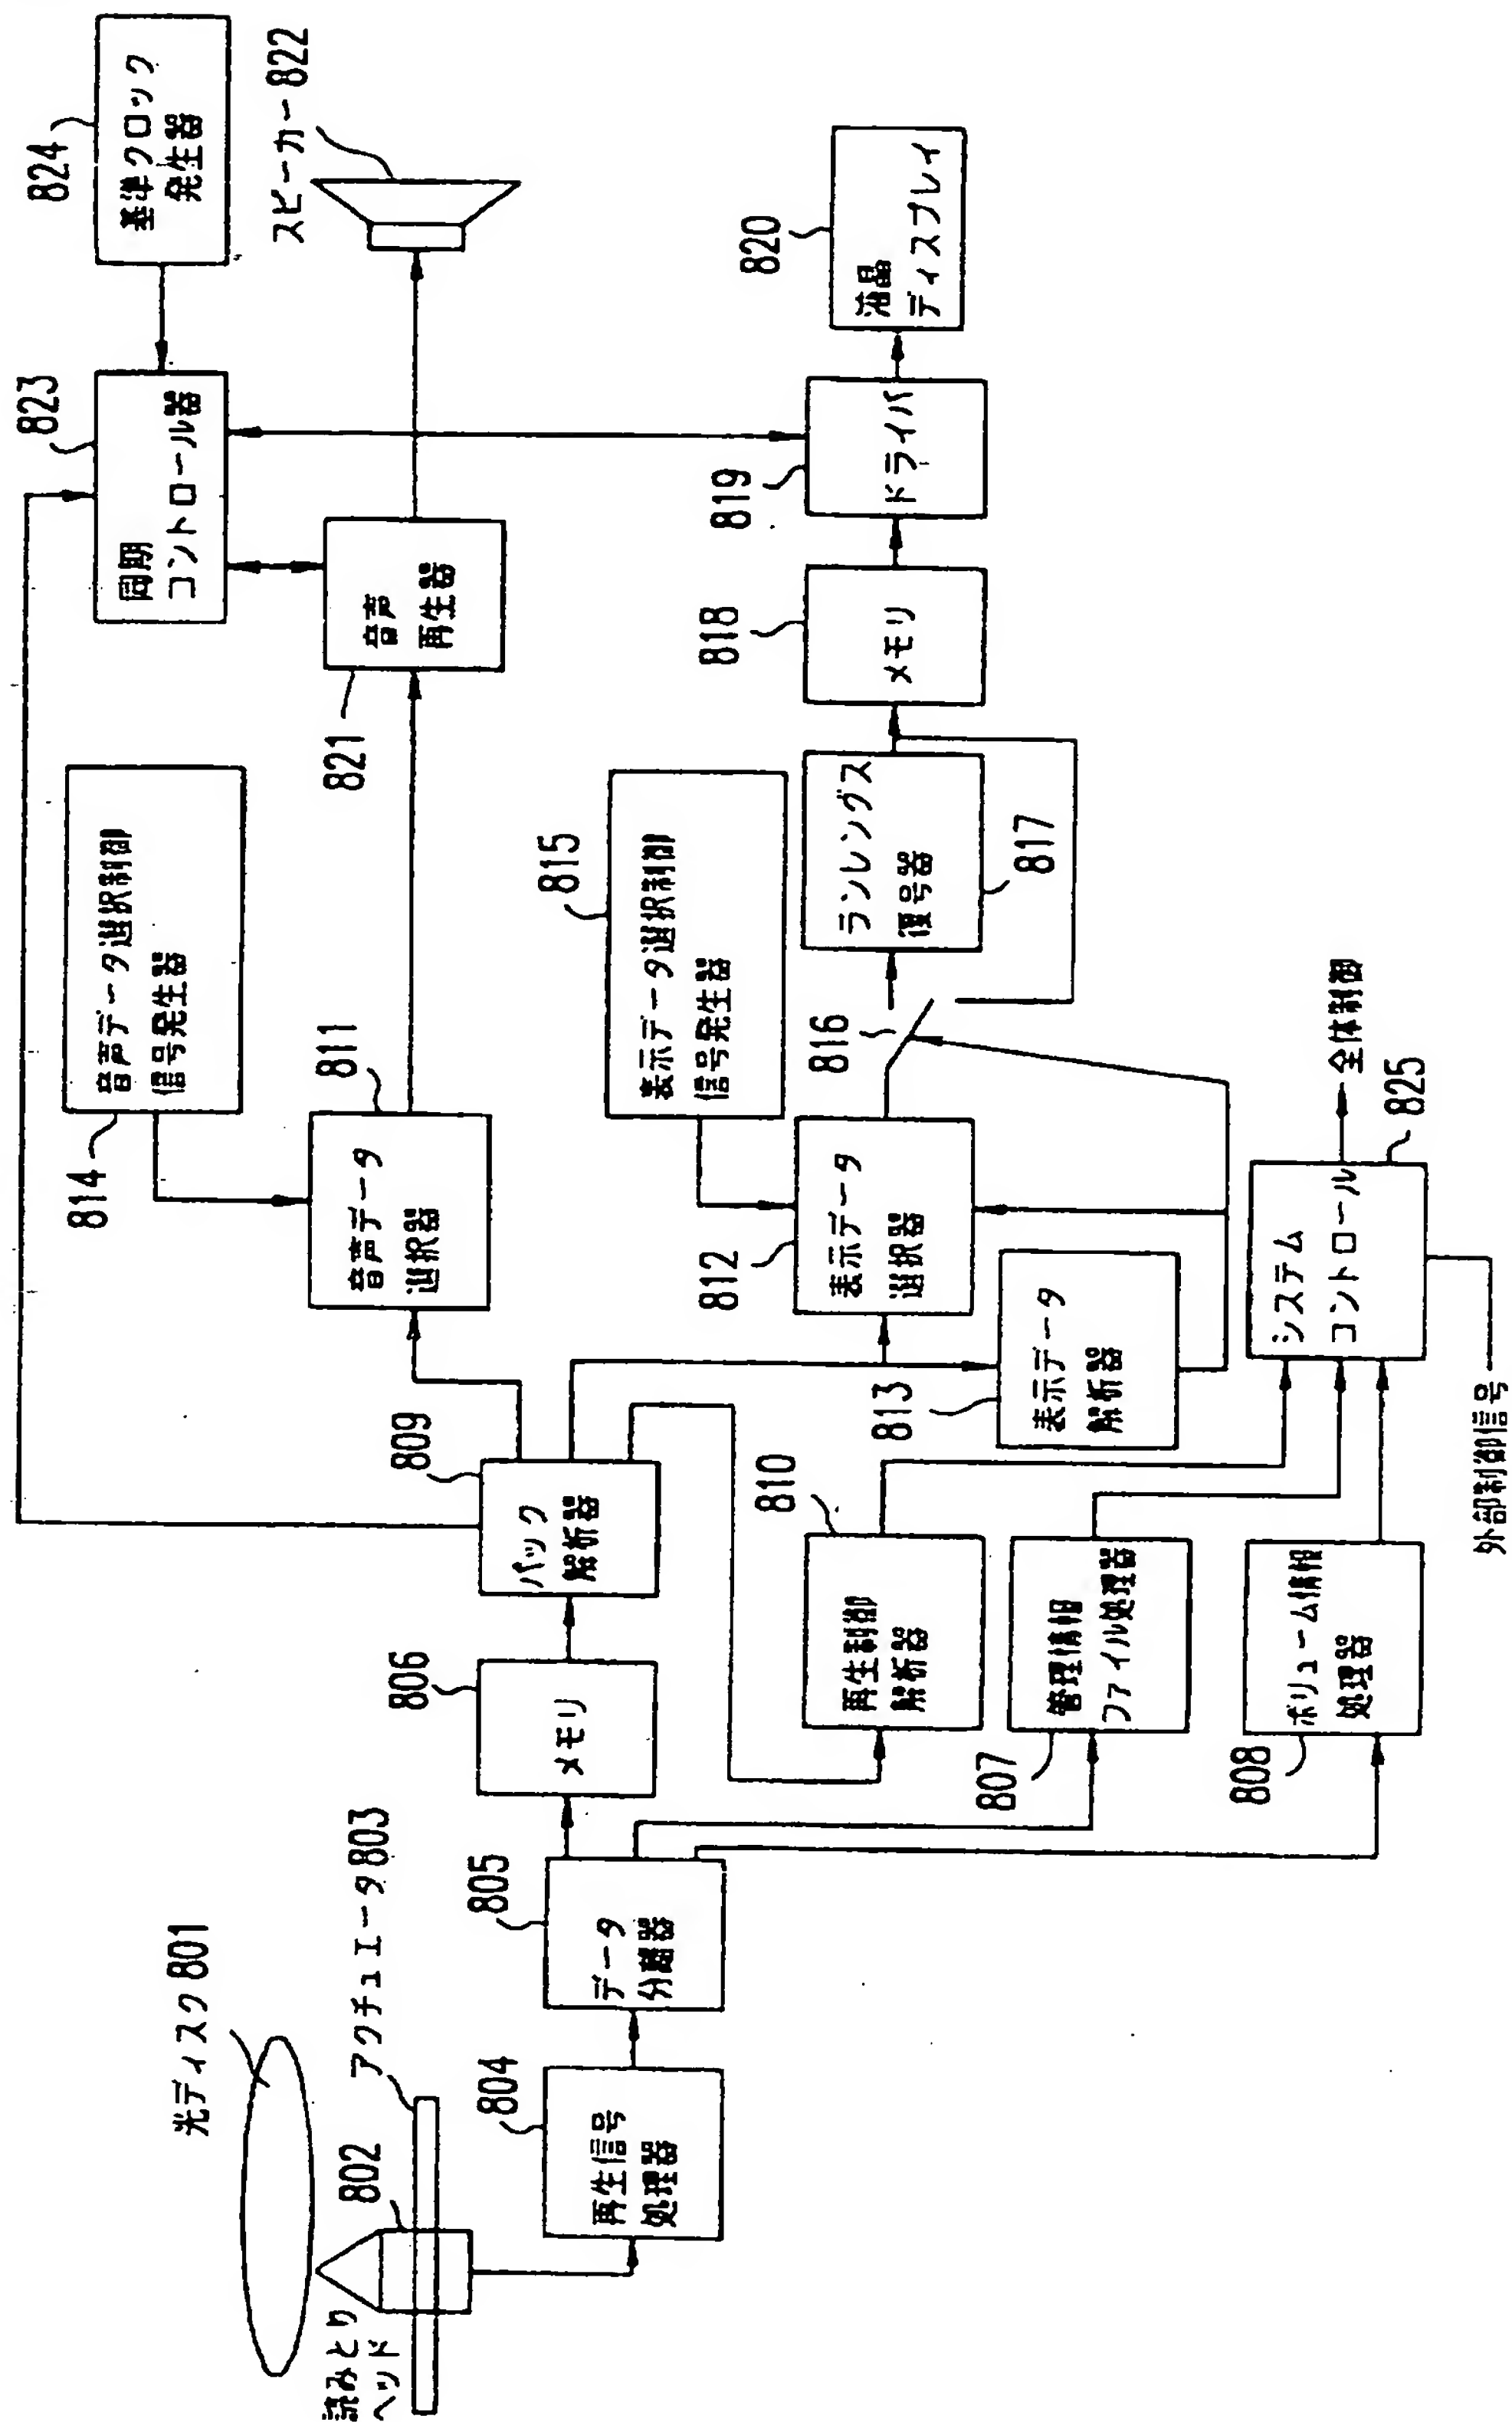 光ディスク801
読みとり
ヘッド
802
アクチュエータ803
804
再生信号
処理器
805
データ
分離器
806
メモリ
809
パック
解析器
814
音声データ選択制御
信号発生器
811
音声データ
選択器
821
音声
再生器
823
同期
コントロール器
824
基準クロック
発生器
スピーカー822
815
表示データ選択制御
信号発生器
812
表示データ
選択器
813
表示データ
解析器
816
ランレングス
復号器
817
818
メモリ
819
ドライバ
820
液晶
ディスプレイ
810
再生制御
解析器
807
管理情報
ファイル処理器
808
ボリューム情報
処理器
システム
コントロール
825
全体制御
外部制御信号